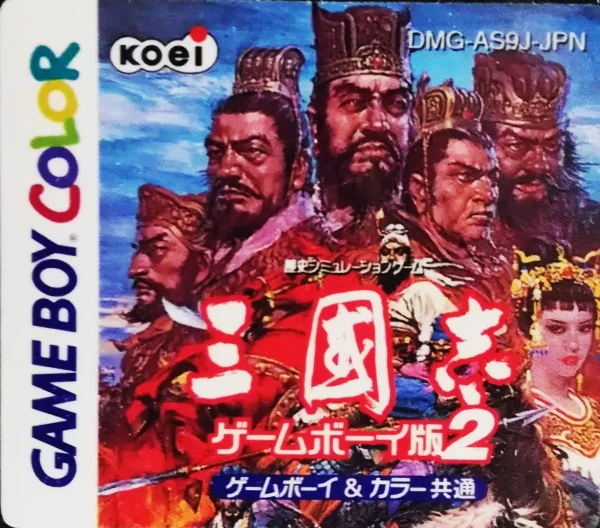 GAME BOY COLOR
KOEI
DMG-AS9J-JPN
歴史シミュレーションゲーム
三國志
ゲームボーイ版2
ゲームボーイ & カラー共通